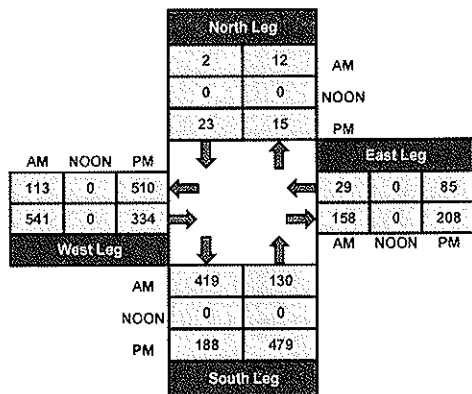 North Leg
2 12 AM
0 0 NOON
23 15 PM
AM NOON PM East Leg
113 0 510 29 0 85
541 0 334 158 0 208
West Leg AM NOON PM
AM 419 130
NOON 0 0
PM 188 479
South Leg